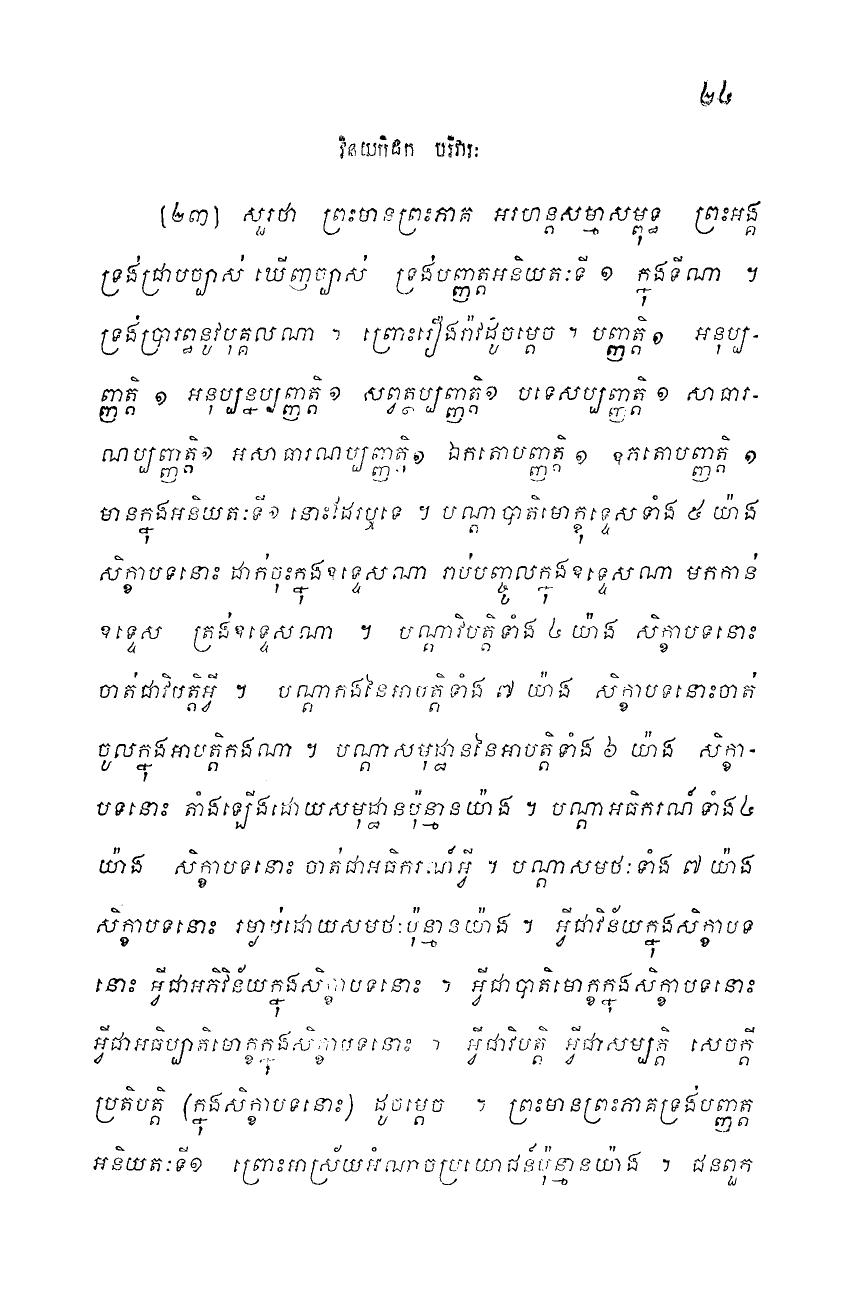 ២៤
វិនយបិដក បរិវារៈ
[២៣] សួរថា ព្រះមានព្រះភាគ អរហន្តសម្មាសម្ពុទ្ធ ព្រះអង្គ
ទ្រង់ជ្រាបច្បាស់ ឃើញច្បាស់ ទ្រង់បញ្ញត្តអនិយតៈទី ១ ក្នុងទីណា ។
ទ្រង់ប្រារព្ធនូវបុគ្គលណា ។ ព្រោះរឿងរ៉ាវដូចម្តេច ។ បញ្ញត្តិ១ អនុប្ប-
ញ្ញត្តិ ១ អនុប្បន្នប្បញ្ញត្តិ ១ សព្វត្ថប្បញ្ញត្តិ១ បទេសប្បញ្ញត្តិ ១ សាធារ-
ណប្បញ្ញត្តិ១ អសាធារណប្បញ្ញត្តិ១ ឯកតោបញ្ញត្តិ ១ ឧភតោបញ្ញត្តិ ១
មានក្នុងអនិយតៈទី១ នោះដែរឬទេ ។ បណ្តាបាតិមោក្ខុទ្ទេសទាំង ៥ យ៉ាង
សិក្ខាបទនោះ ដាក់ចុះក្នុងឧទ្ទេសណា រាប់បញ្ចូលក្នុងឧទ្ទេសណា មកកាន់
ឧទ្ទេស ត្រង់ឧទ្ទេសណា ។ បណ្តាវិបត្តិទាំង ៤ យ៉ាង សិក្ខាបទនោះ
ចាត់ជាវិបត្តិអ្វី ។ បណ្តាកងនៃអាបត្តិទាំង ៧ យ៉ាង សិក្ខាបទនោះចាត់
ចូលក្នុងអាបត្តិកងណា ។ បណ្តាសមុដ្ឋាននៃអាបត្តិទាំង ៦ យ៉ាង សិក្ខា-
បទនោះ តាំងឡើងដោយសមុដ្ឋានប៉ុន្មានយ៉ាង ។ បណ្តាអធិករណ៍ទាំង៤
យ៉ាង សិក្ខាបទនោះ ចាត់ជាអធិករណ៍អ្វី ។ បណ្តាសមថៈទាំង ៧ យ៉ាង
សិក្ខាបទនោះ រម្ងាប់ដោយសមថៈប៉ុន្មានយ៉ាង ។ អ្វីជាវិន័យក្នុងសិក្ខាបទ
នោះ អ្វីជាអភិវិន័យក្នុងសិក្ខាបទនោះ ។ អ្វីជាបាតិមោក្ខក្នុងសិក្ខាបទនោះ
អ្វីជាអធិប្បាតិមោក្ខក្នុងសិក្ខាបទនោះ ។ អ្វីជាវិបត្តិ អ្វីជាសម្បត្តិ សេចក្តី
ប្រតិបត្តិ (ក្នុងសិក្ខាបទនោះ) ដូចម្តេច ។ ព្រះមានព្រះភាគទ្រង់បញ្ញត្ត
អនិយតៈទី១ ព្រោះអាស្រ័យអំណាចប្រយោជន៍ប៉ុន្មានយ៉ាង ។ ជនពួក